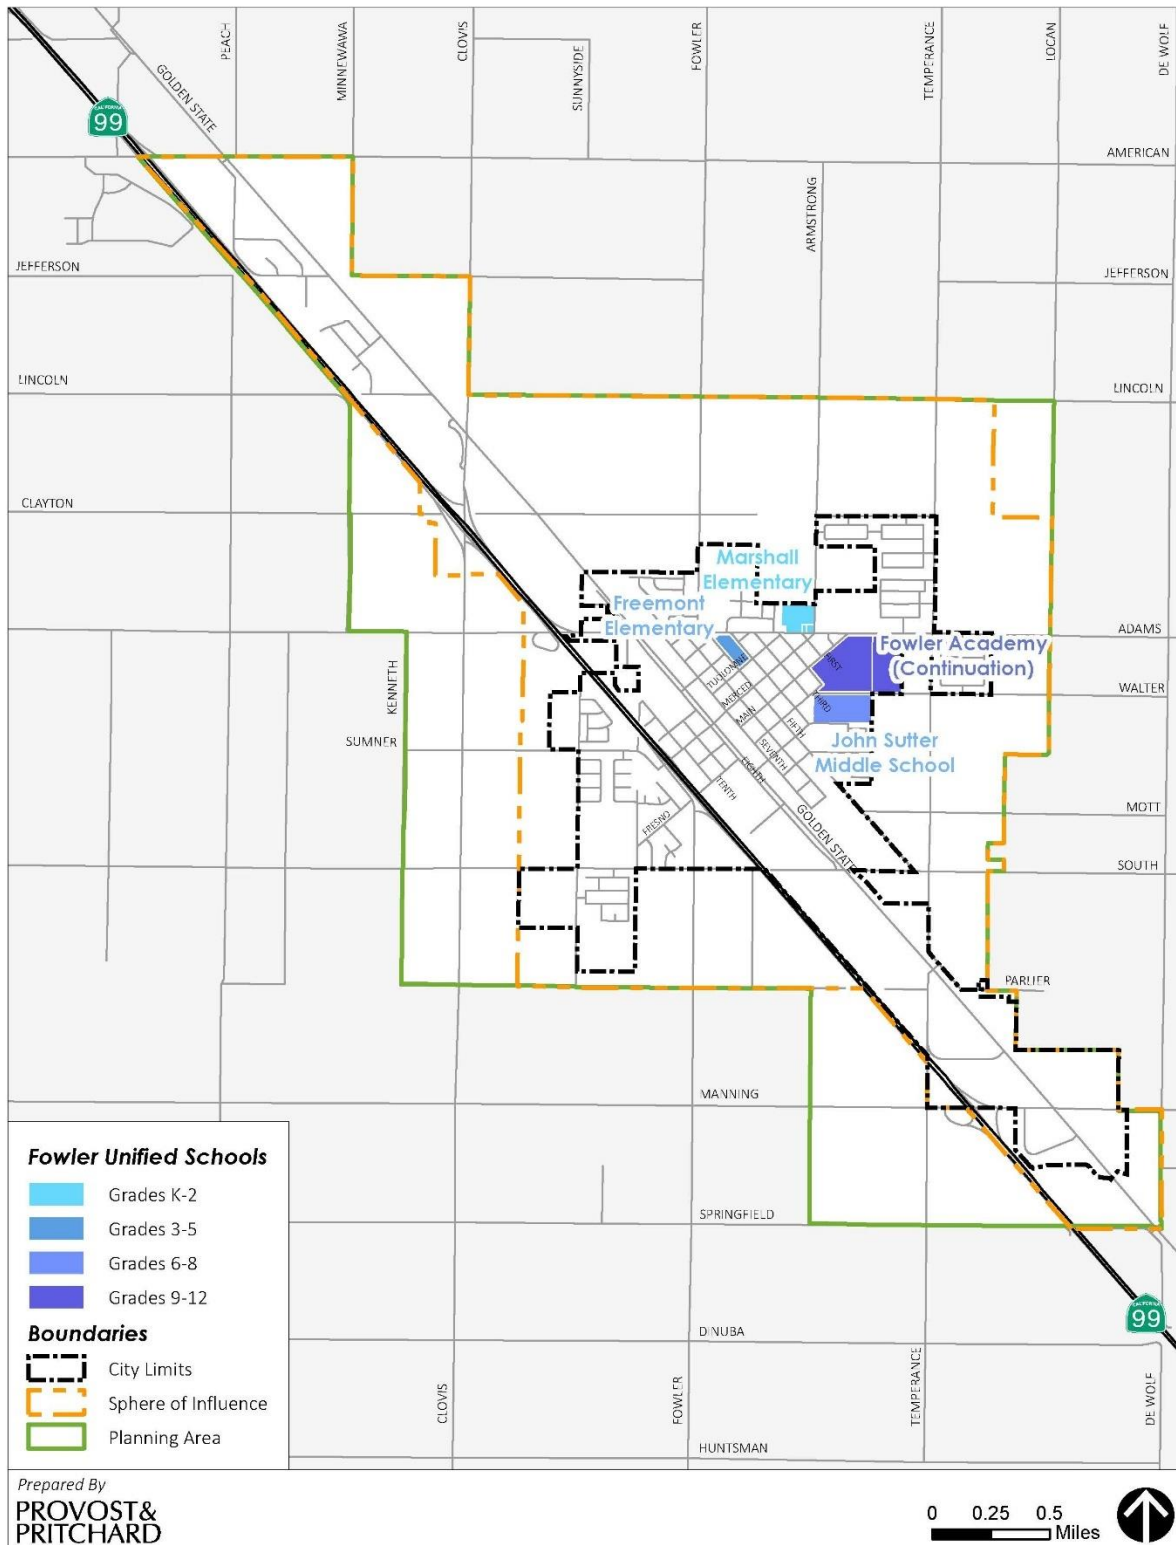 PEACH
MINNEWAWA
CLOVIS
SUNNYSIDE
FOWLER
TEMPERANCE
LOCAN
DE WOLF
GOLDEN STATE
CALIFORNIA
99
AMERICAN
ARMSTRONG
JEFFERSON
JEFFERSON
LINCOLN
LINCOLN
CLAYTON
Marshall
Elementary
Freemont
Elementary
ADAMS
Fowler Academy
(Continuation)
FIRST
TUOLUMNE
MERCED
MAIN
THIRD
FIFTH
WALTER
KENNETH
SUMNER
John Sutter
Middle School
SEVENTH
EIGHTH
TENTH
FRESNO
GOLDEN STATE
MOTT
SOUTH
PARLIER
MANNING
SPRINGFIELD
DINUBA
CALIFORNIA
99
CLOVIS
FOWLER
TEMPERANCE
DE WOLF
HUNTSMAN
Fowler Unified Schools
Grades K-2
Grades 3-5
Grades 6-8
Grades 9-12
Boundaries
City Limits
Sphere of Influence
Planning Area
Prepared By
PROVOST&
PRITCHARD
0 0.25 0.5
Miles